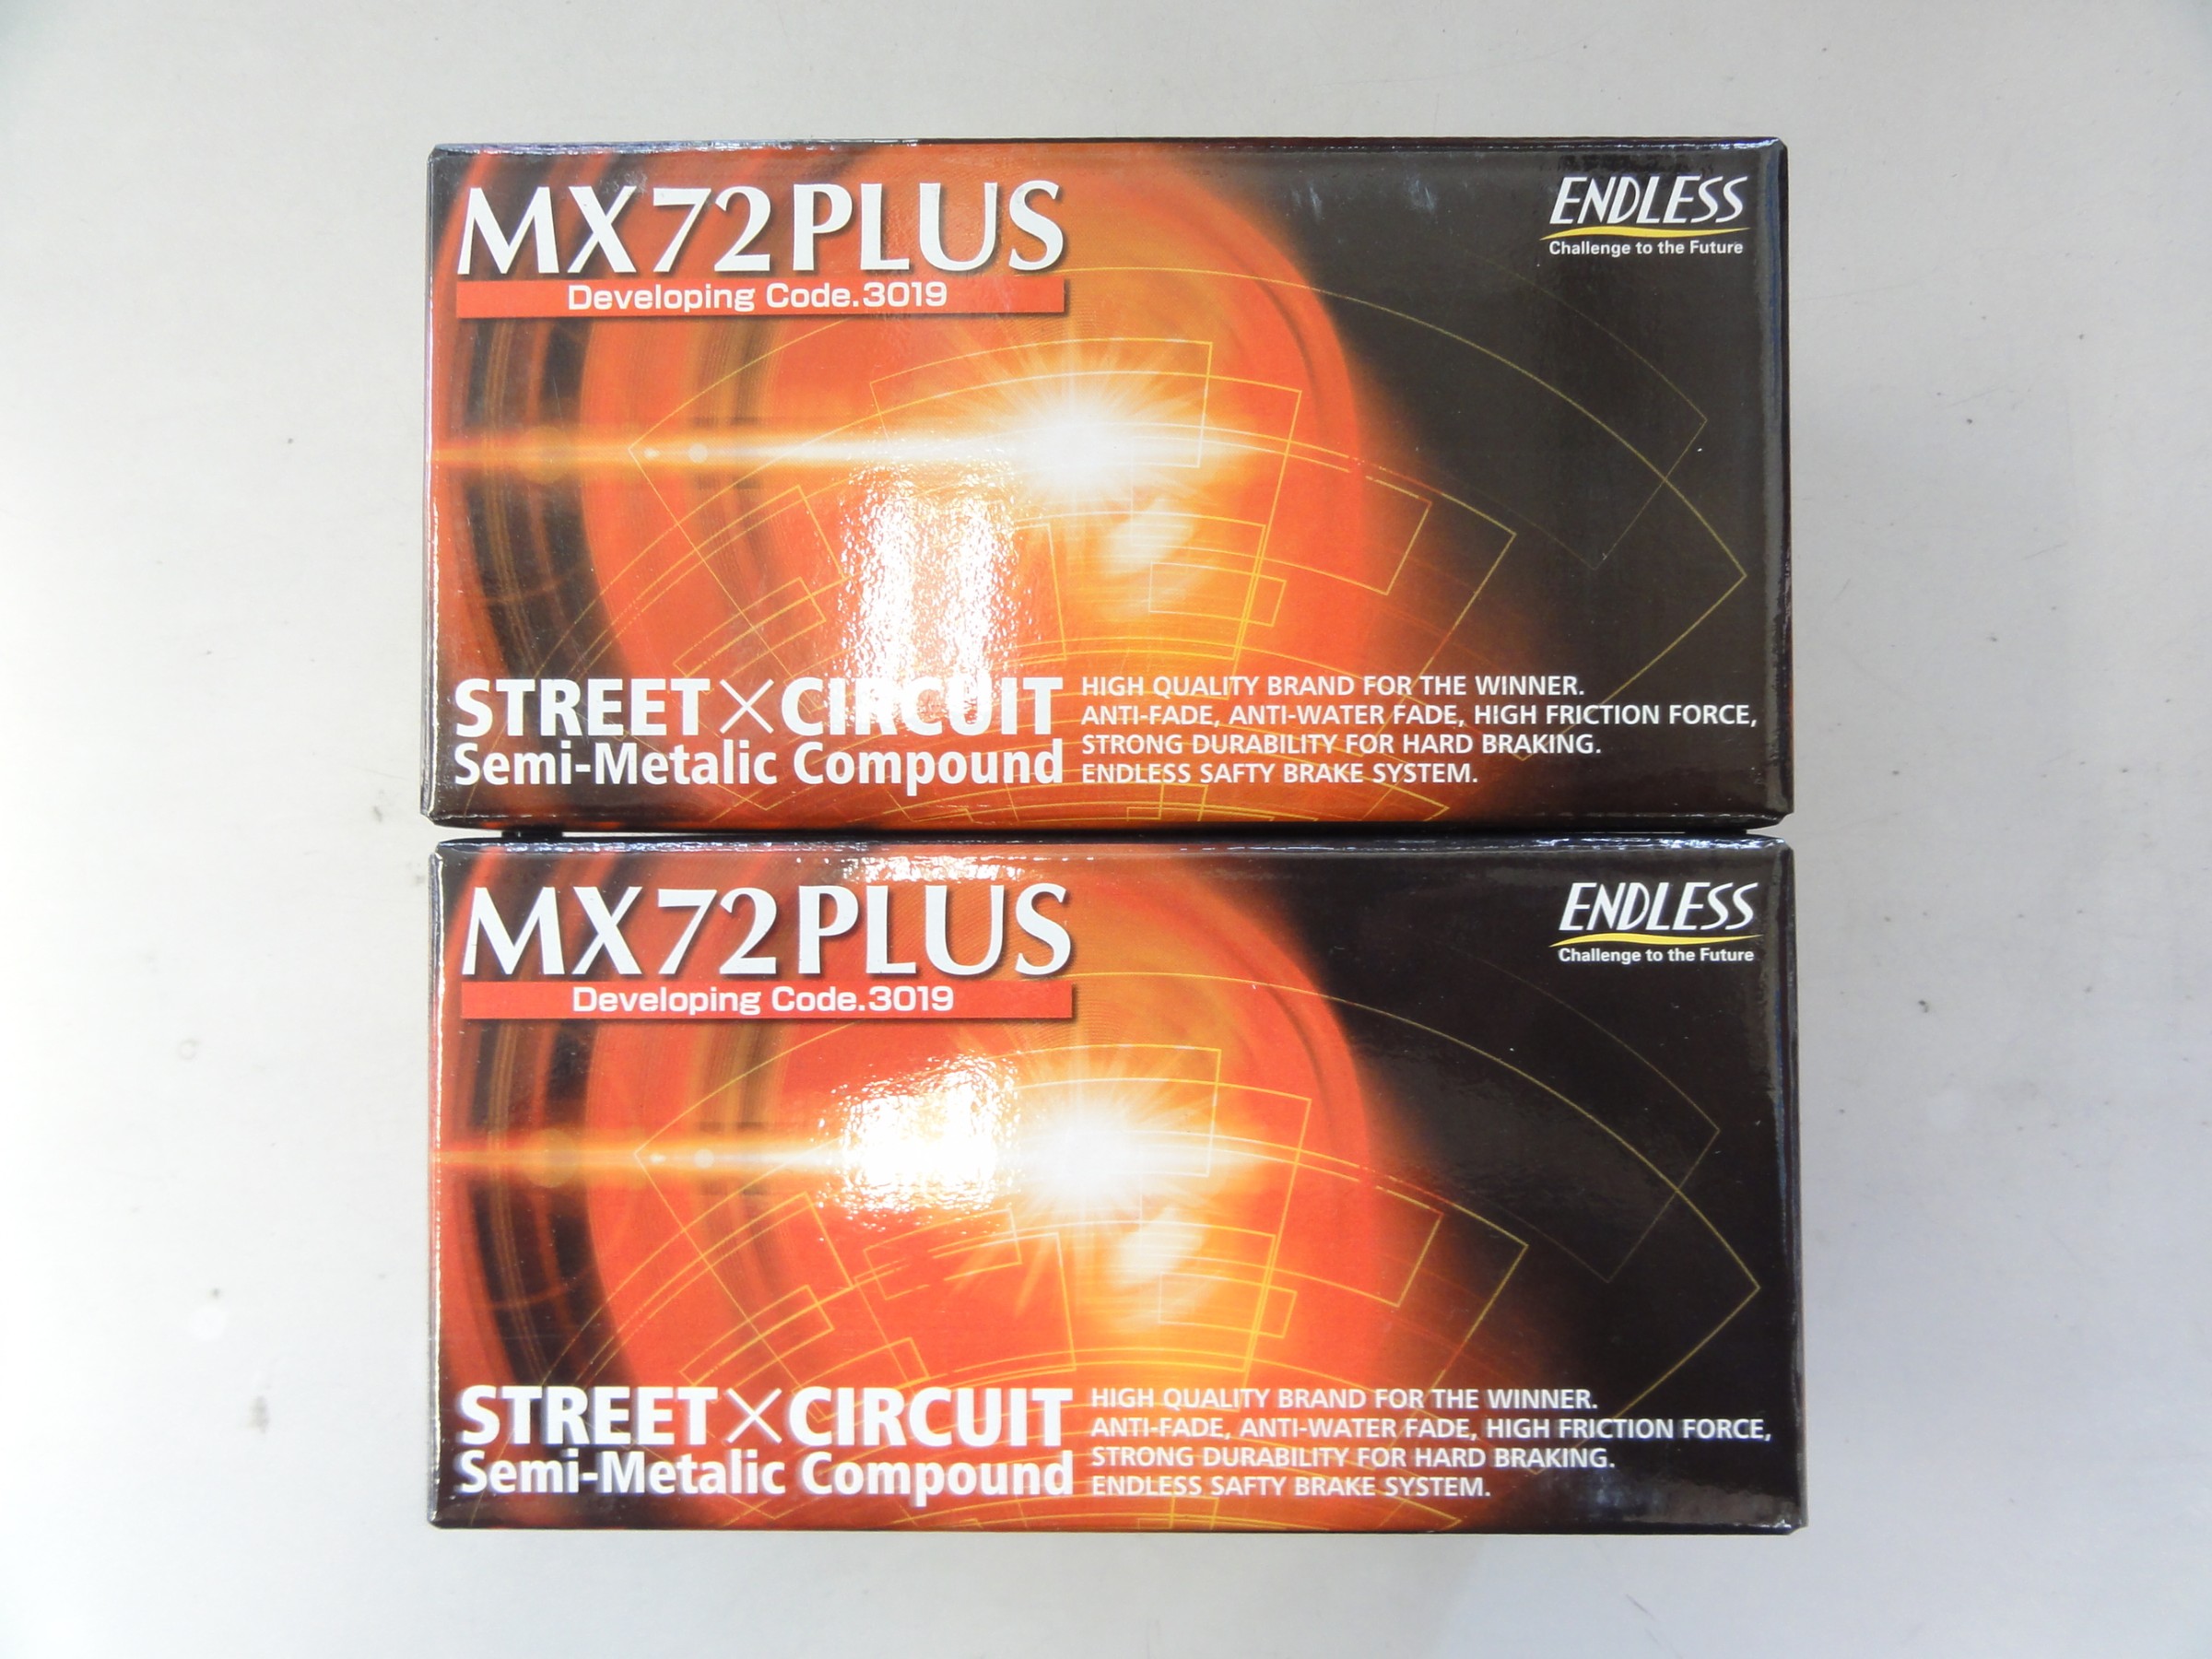 MX72PLUS
Developing Code.3019
ENDLESS
Challenge to the Future
STREET×CIRCUIT
Semi-Metalic Compound
HIGH QUALITY BRAND FOR THE WINNER.
ANTI-FADE, ANTI-WATER FADE, HIGH FRICTION FORCE,
STRONG DURABILITY FOR HARD BRAKING.
ENDLESS SAFTY BRAKE SYSTEM.
MX72PLUS
Developing Code.3019
ENDLESS
Challenge to the Future
STREET×CIRCUIT
Semi-Metalic Compound
HIGH QUALITY BRAND FOR THE WINNER.
ANTI-FADE, ANTI-WATER FADE, HIGH FRICTION FORCE,
STRONG DURABILITY FOR HARD BRAKING.
ENDLESS SAFTY BRAKE SYSTEM.